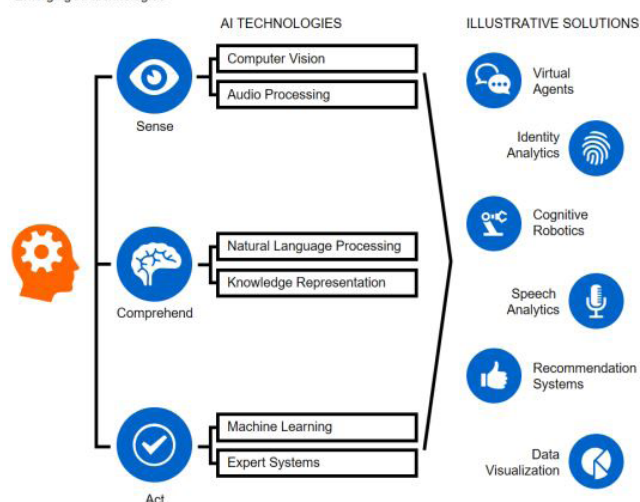 AI TECHNOLOGIES
ILLUSTRATIVE SOLUTIONS
Sense
Computer Vision
Audio Processing
Comprehend
Natural Language Processing
Knowledge Representation
Act
Machine Learning
Expert Systems
Virtual
Agents
Identity
Analytics
Cognitive
Robotics
Speech
Analytics
Recommendation
Systems
Data
Visualization